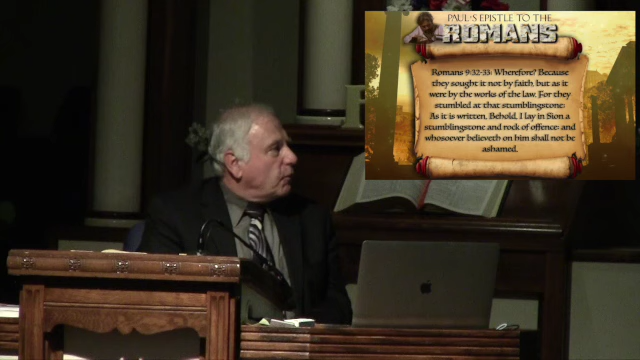 PAUL'S EPISTLE TO THE
ROMANS
Romans 9:32-33: Wherefore? Because
they sought it not by faith, but as it
were by the works of the law. For they
stumbled at that stumblingstone;
As it is written, Behold, I lay in Sion a
stumblingstone and rock of offence: and
whosoever believeth on him shall not be
ashamed.